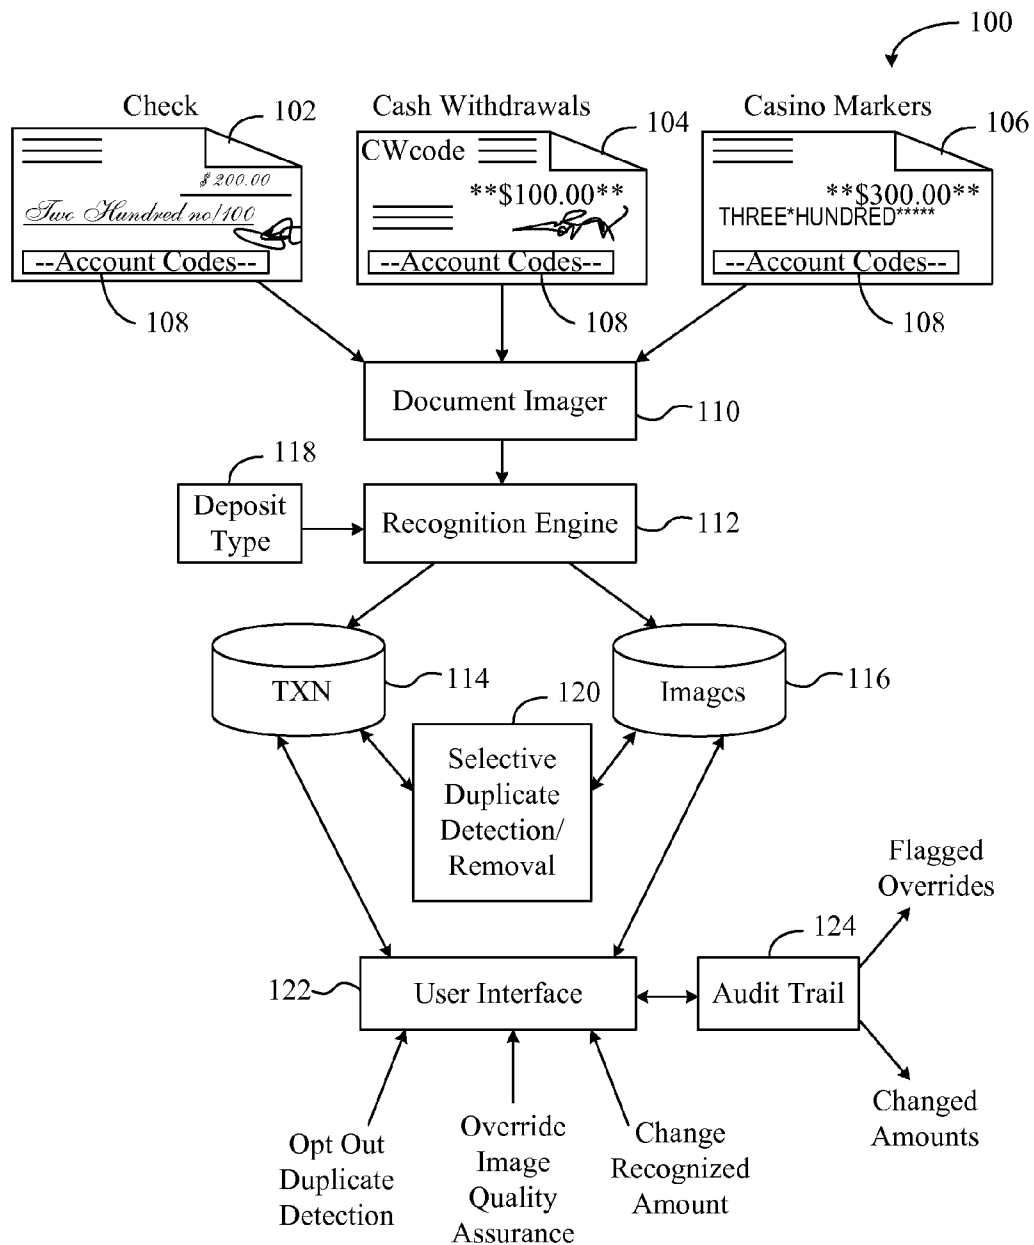 100
Check
102
Cash Withdrawals
104
Casino Markers
106
$200.00
Two Hundred no/100
--Account Codes--
108
CWcode
**$100.00**
--Account Codes--
108
**$300.00**
THREE*HUNDRED*****
--Account Codes--
108
Document Imager
110
118
Deposit
Type
Recognition Engine
112
TXN
114
Images
116
120
Selective
Duplicate
Detection/
Removal
Flagged
Overrides
122
User Interface
124
Audit Trail
Changed
Amounts
Opt Out
Duplicate
Detection
Override
Image
Quality
Assurance
Change
Recognized
Amount